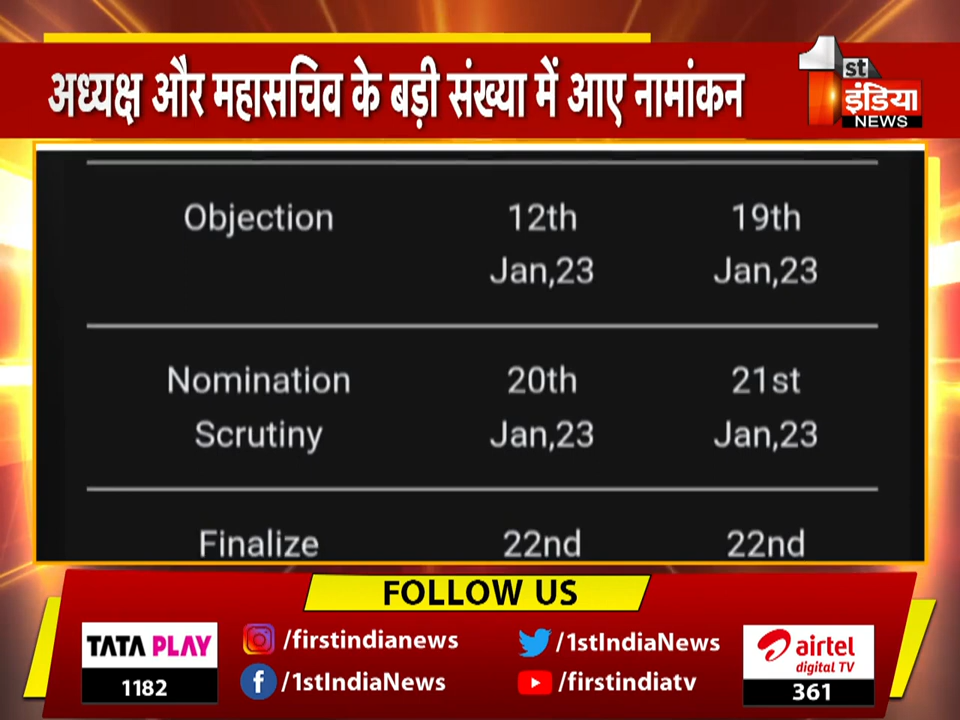 अध्यक्ष और महासचिव के बड़ी संख्या में आए नामांकन
1st
इंडिया
NEWS
Objection 12th 19th
Jan,23 Jan,23
Nomination 20th 21st
Scrutiny Jan,23 Jan,23
Finalize 22nd 22nd
FOLLOW US
TATA PLAY
1182
/firstindianews
/1stIndiaNews
/1stIndiaNews
/firstindiatv
airtel
digital TV
361